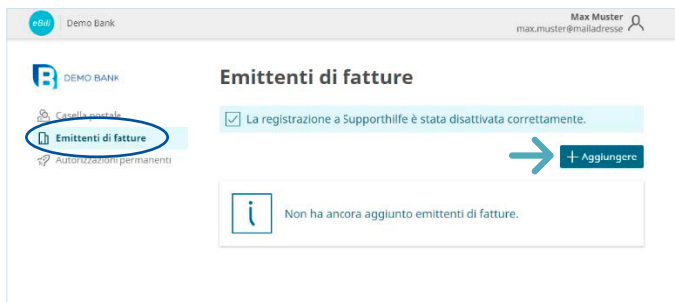 eBill Demo Bank
Max Muster
max.muster@mailadresse
DEMO BANK
Emittenti di fatture
Casella postale
La registrazione a Supporthilfe è stata disattivata correttamente.
Emittenti di fatture
Autorizzazioni permanenti
+ Aggiungere
Non ha ancora aggiunto emittenti di fatture.